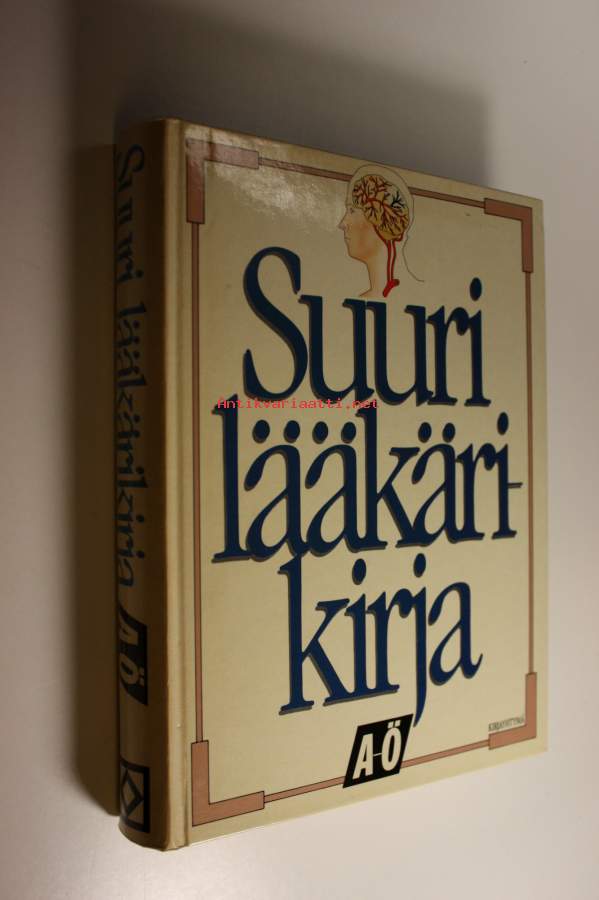 Suuri
lääkäri-
kirja
A-Ö
KIRJAYHTYMÄ
Suuri lääkärikirja A-Ö
Antikvariaatti.net